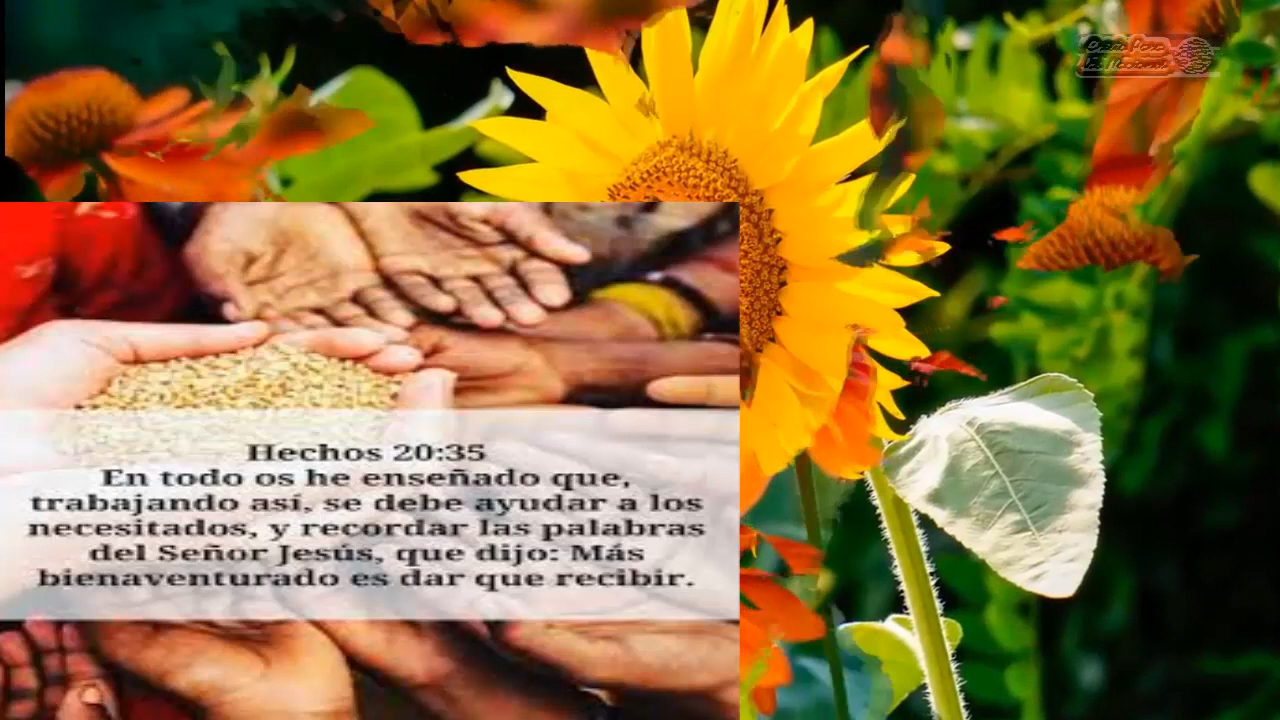 Hechos 20:35
En todo os he enseñado que,
trabajando así, se debe ayudar a los
necesitados, y recordar las palabras
del Señor Jesús, que dijo: Más
bienaventurado es dar que recibir.